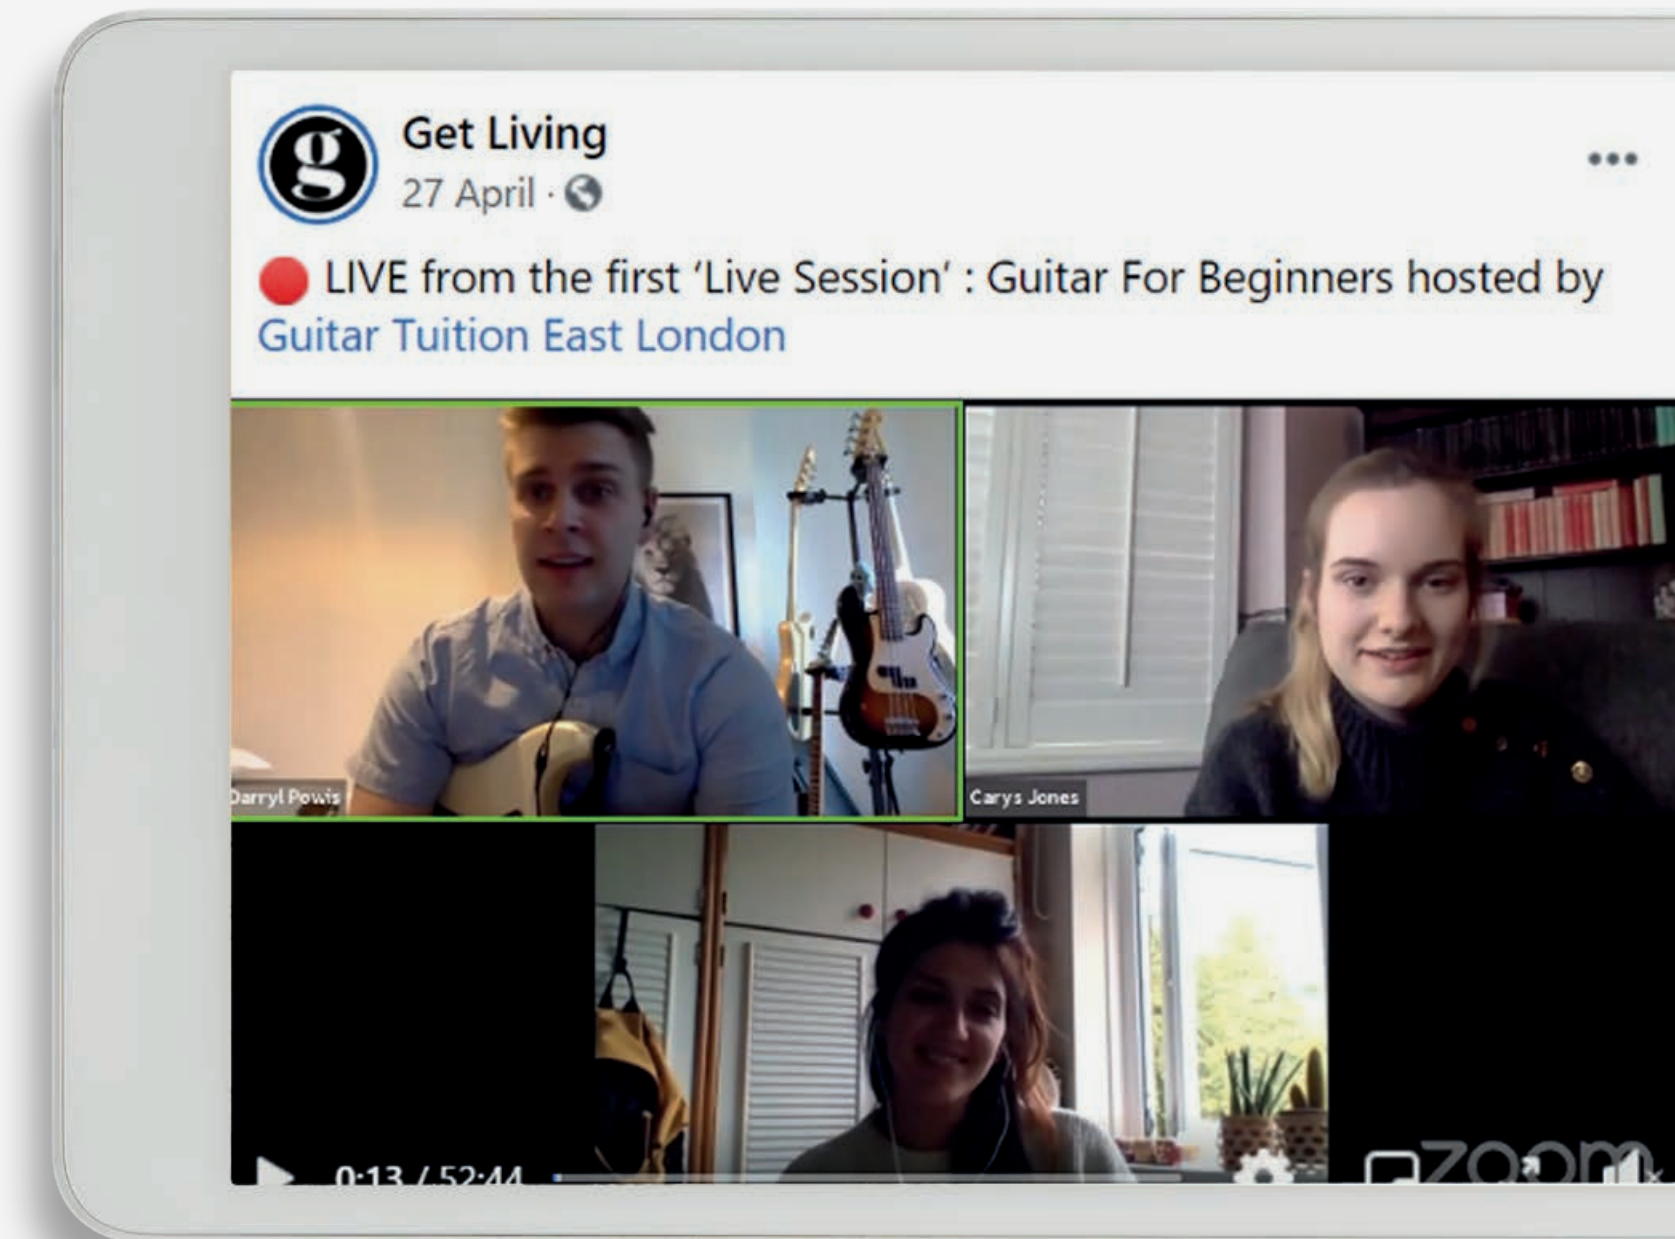 g
Get Living
27 April ·
LIVE from the first ‘Live Session’ : Guitar For Beginners hosted by
Guitar Tuition East London
Darryl Powis
Carys Jones
0:13 / 52:44
zoom